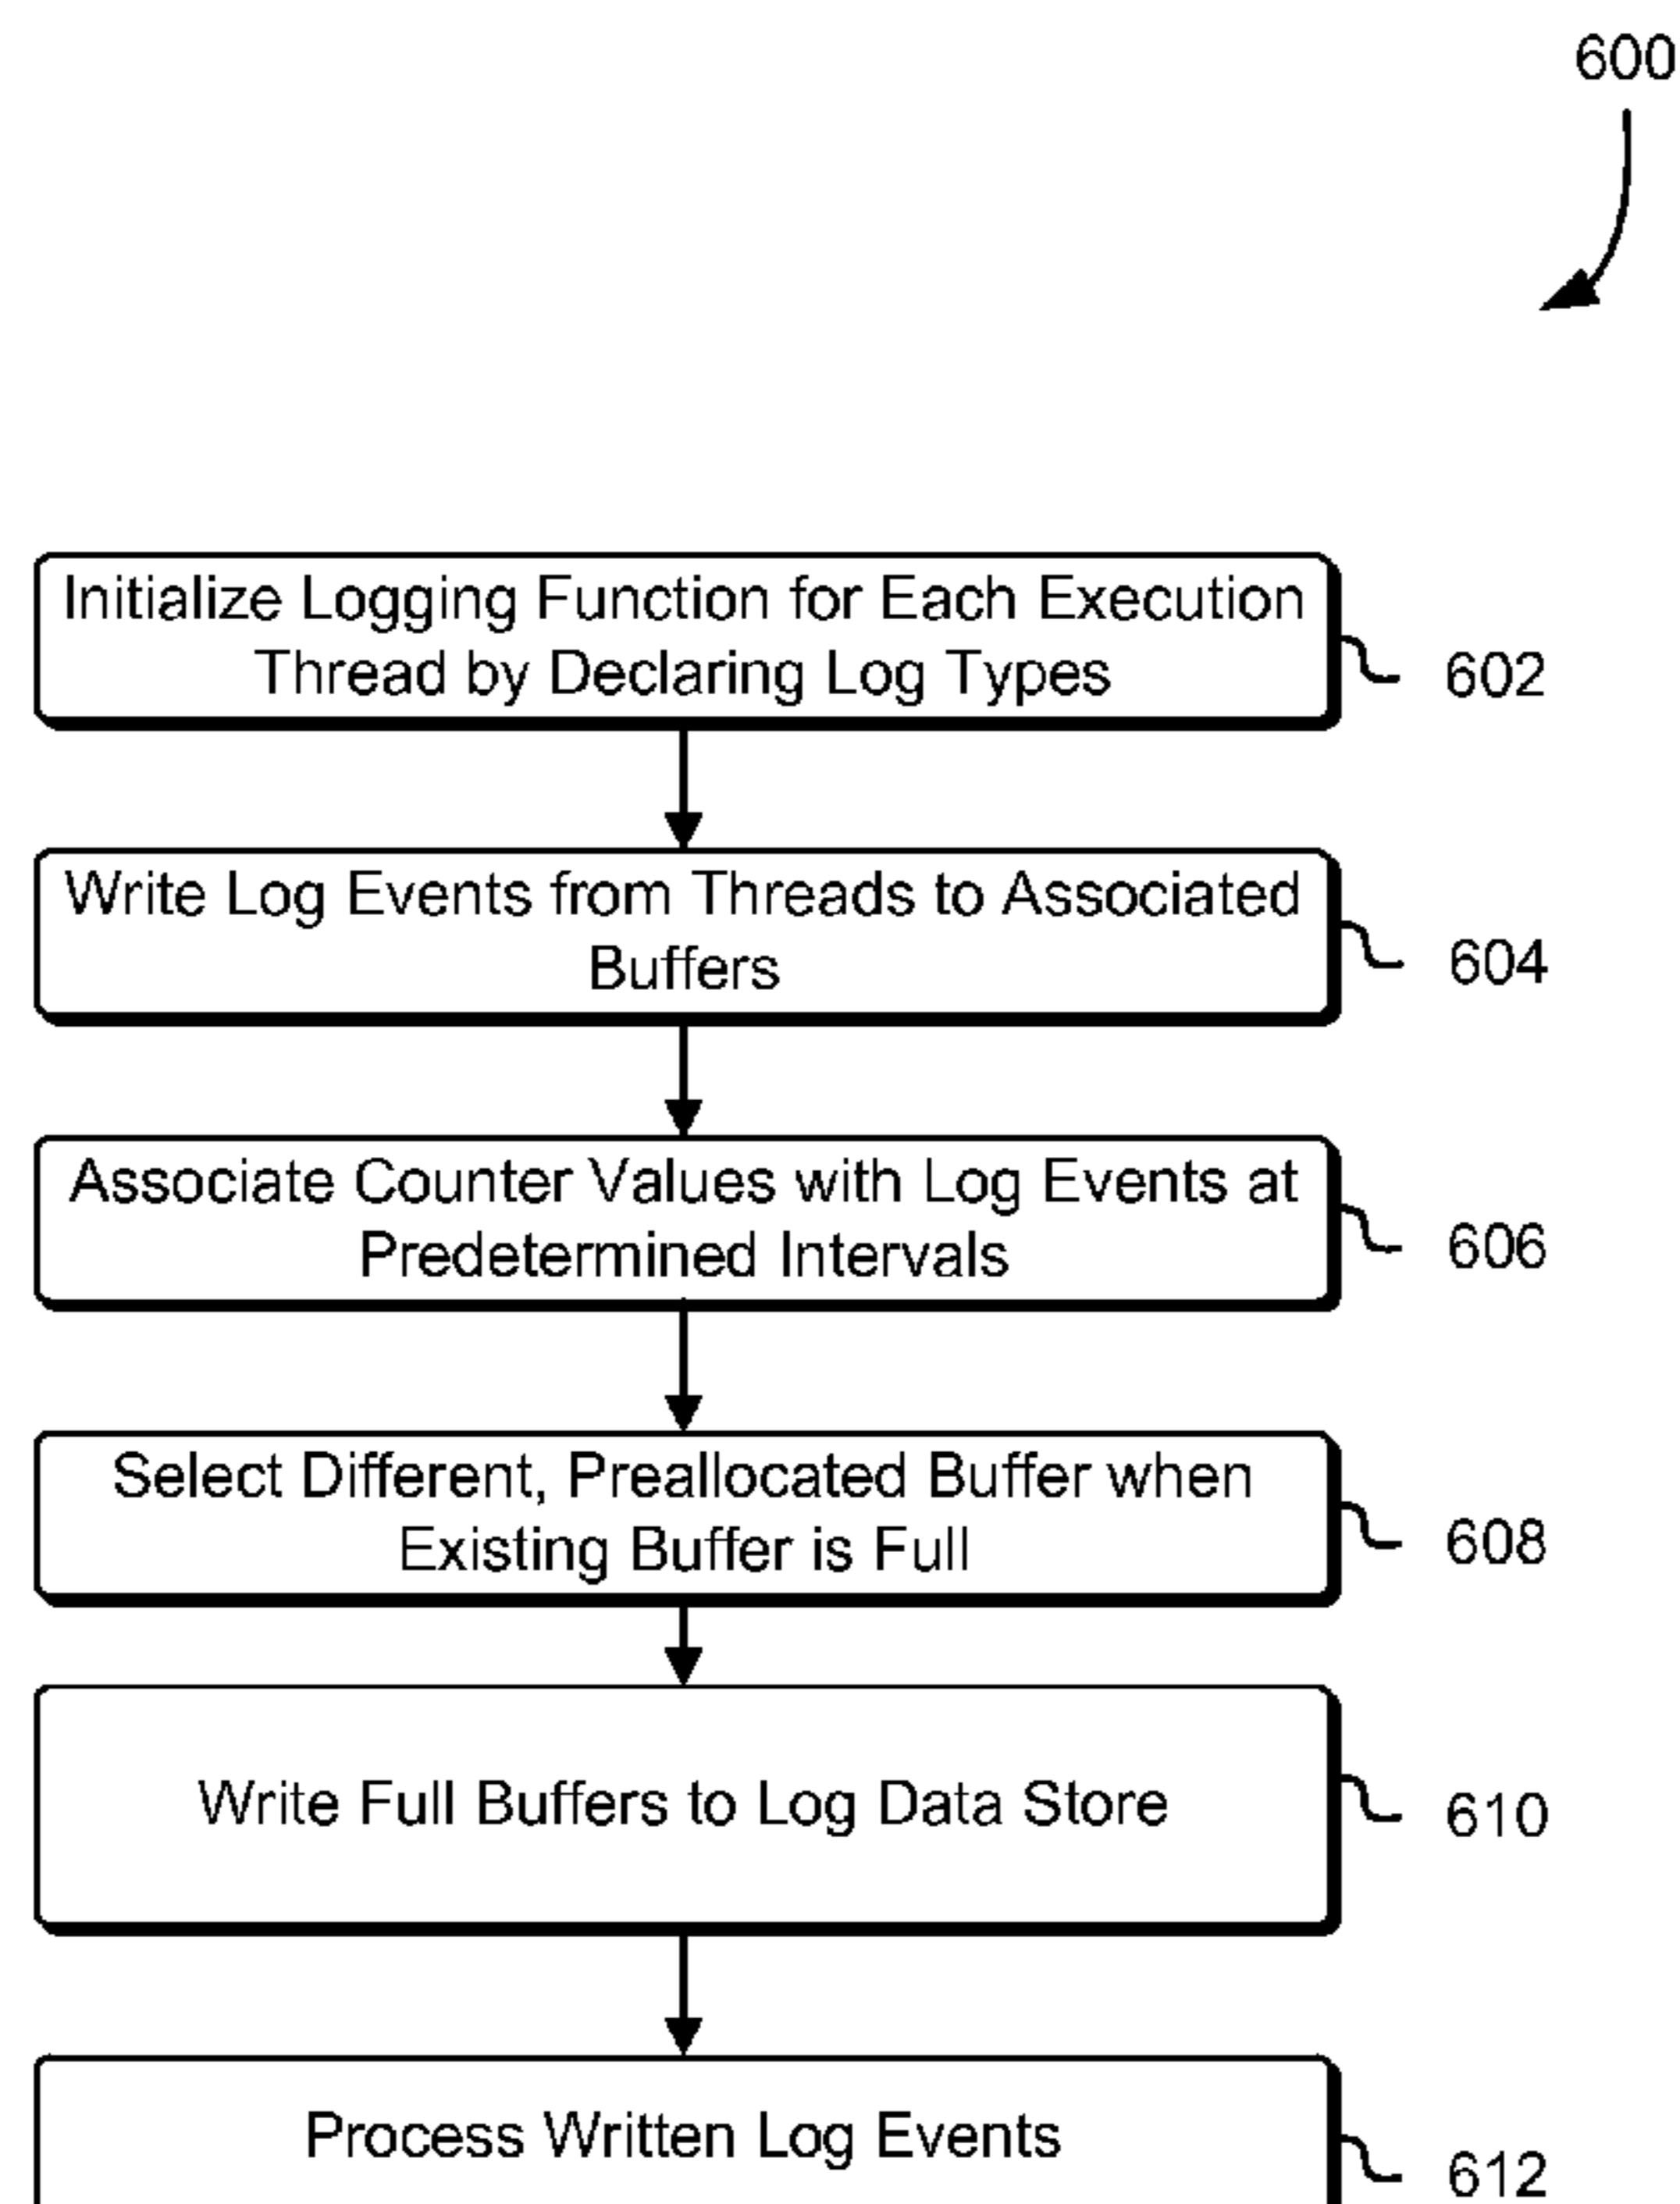 600
Initialize Logging Function for Each Execution
Thread by Declaring Log Types
602
Write Log Events from Threads to Associated
Buffers
604
Associate Counter Values with Log Events at
Predetermined Intervals
606
Select Different, Preallocated Buffer when
Existing Buffer is Full
608
Write Full Buffers to Log Data Store
610
Process Written Log Events
612